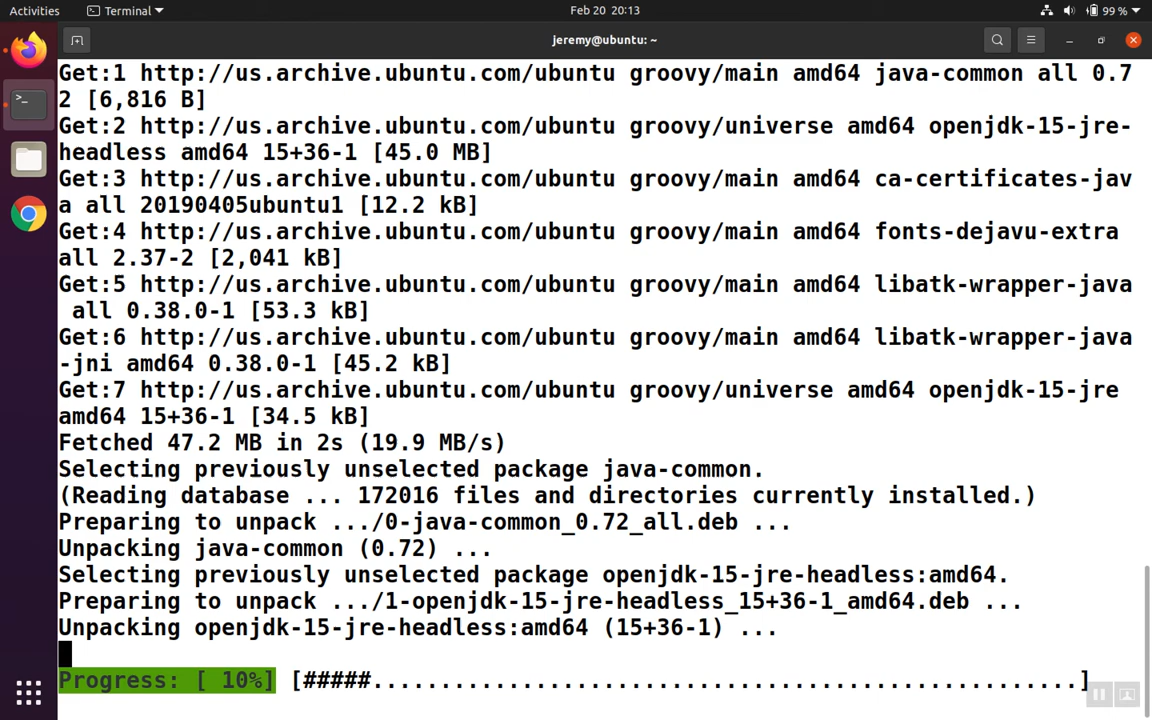 Activities Terminal Feb 20 20:13 99 %
jeremy@ubuntu: ~
Get:1 http://us.archive.ubuntu.com/ubuntu groovy/main amd64 java-common all 0.7
2 [6,816 B]
Get:2 http://us.archive.ubuntu.com/ubuntu groovy/universe amd64 openjdk-15-jre-
headless amd64 15+36-1 [45.0 MB]
Get:3 http://us.archive.ubuntu.com/ubuntu groovy/main amd64 ca-certificates-jav
a all 20190405ubuntu1 [12.2 kB]
Get:4 http://us.archive.ubuntu.com/ubuntu groovy/main amd64 fonts-dejavu-extra
all 2.37-2 [2,041 kB]
Get:5 http://us.archive.ubuntu.com/ubuntu groovy/main amd64 libatk-wrapper-java
 all 0.38.0-1 [53.3 kB]
Get:6 http://us.archive.ubuntu.com/ubuntu groovy/main amd64 libatk-wrapper-java
-jni amd64 0.38.0-1 [45.2 kB]
Get:7 http://us.archive.ubuntu.com/ubuntu groovy/universe amd64 openjdk-15-jre
amd64 15+36-1 [34.5 kB]
Fetched 47.2 MB in 2s (19.9 MB/s)
Selecting previously unselected package java-common.
(Reading database ... 172016 files and directories currently installed.)
Preparing to unpack .../0-java-common_0.72_all.deb ...
Unpacking java-common (0.72) ...
Selecting previously unselected package openjdk-15-jre-headless:amd64.
Preparing to unpack .../1-openjdk-15-jre-headless_15+36-1_amd64.deb ...
Unpacking openjdk-15-jre-headless:amd64 (15+36-1) ...
Progress: [ 10%] [#####....................................................]